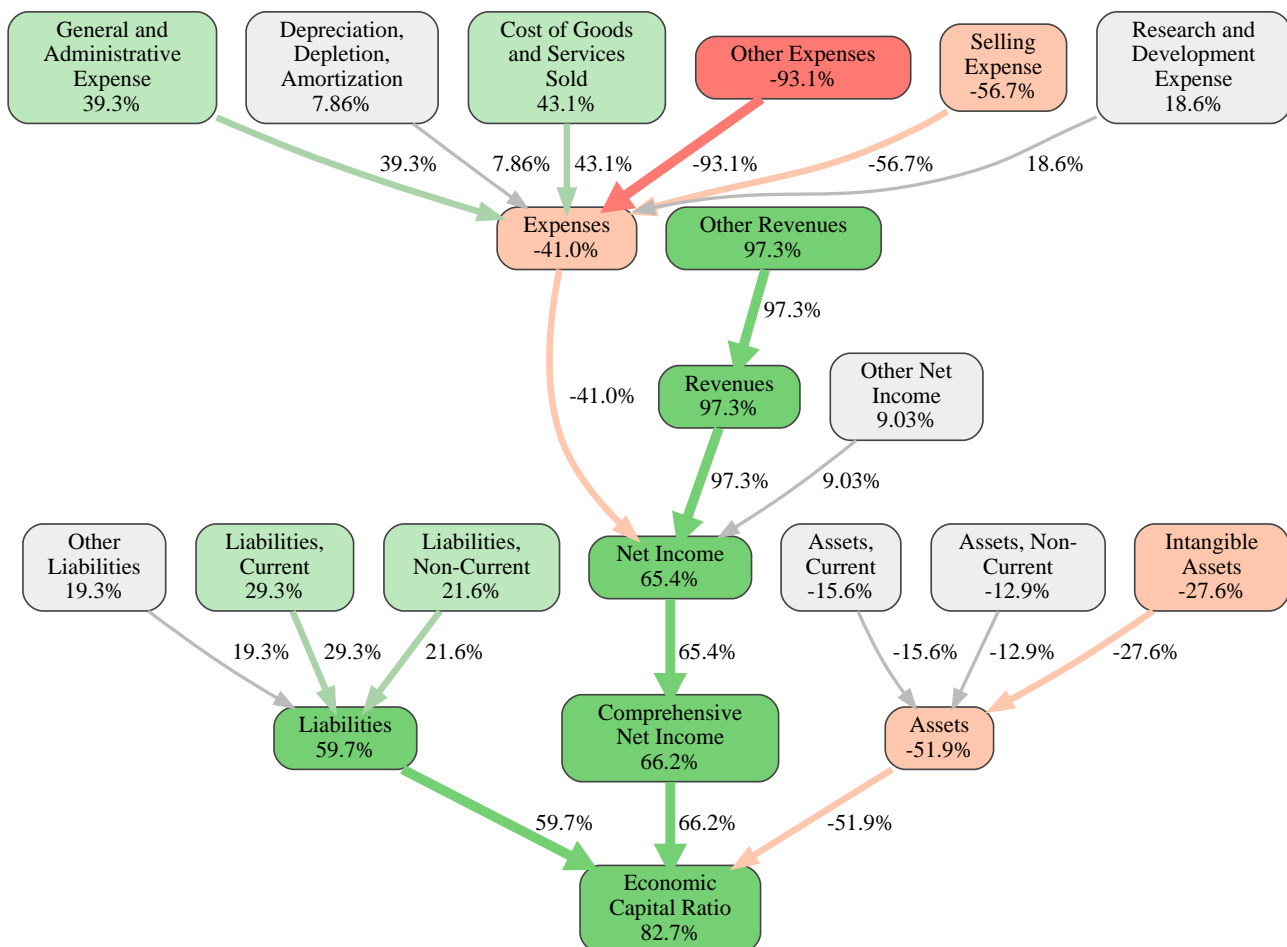 General and
Administrative
Expense
39.3%
Depreciation,
Depletion,
Amortization
7.86%
Cost of Goods
and Services
Sold
43.1%
Other Expenses
-93.1%
Selling
Expense
-56.7%
Research and
Development
Expense
18.6%
39.3%
7.86%
43.1%
-93.1%
-56.7%
18.6%
Expenses
-41.0%
Other Revenues
97.3%
97.3%
-41.0%
Revenues
97.3%
Other Net
Income
9.03%
97.3%
9.03%
Other
Liabilities
19.3%
Liabilities,
Current
29.3%
Liabilities,
Non-Current
21.6%
Net Income
65.4%
Assets,
Current
-15.6%
Assets, Non-
Current
-12.9%
Intangible
Assets
-27.6%
19.3%
29.3%
21.6%
65.4%
-15.6%
-12.9%
-27.6%
Liabilities
59.7%
Comprehensive
Net Income
66.2%
Assets
-51.9%
59.7%
66.2%
-51.9%
Economic
Capital Ratio
82.7%